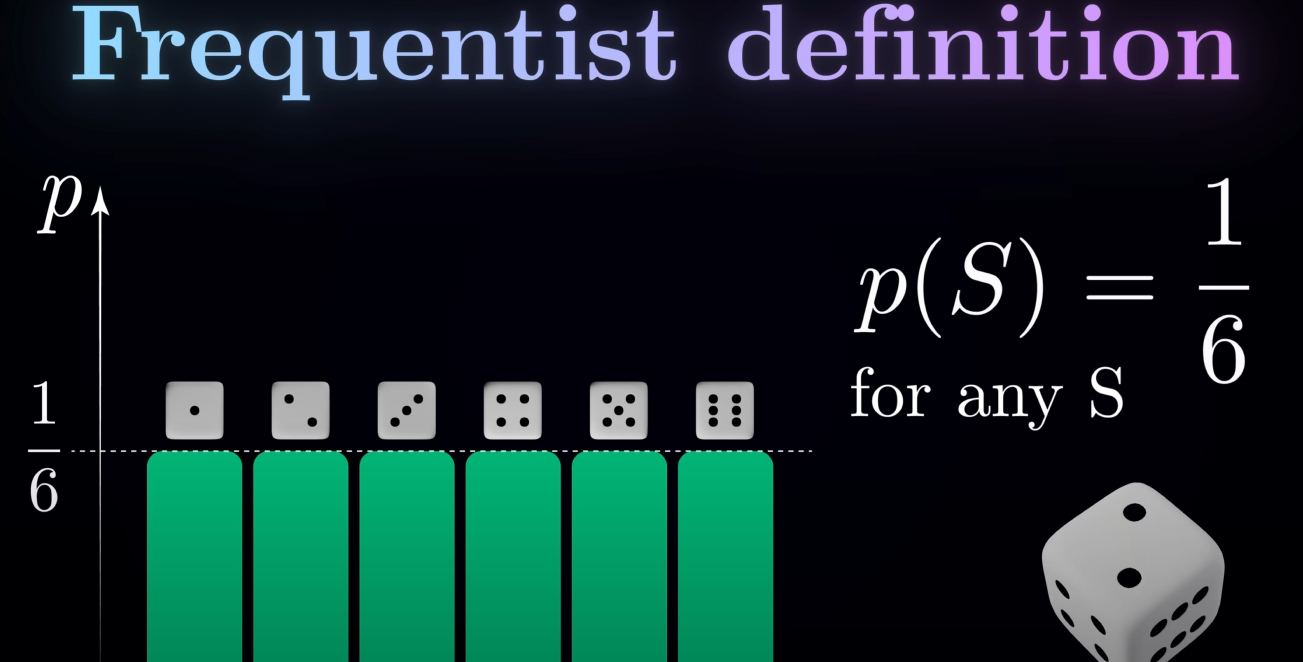 Frequentist definition
p
1
6
p(S) = 1/6
for any S